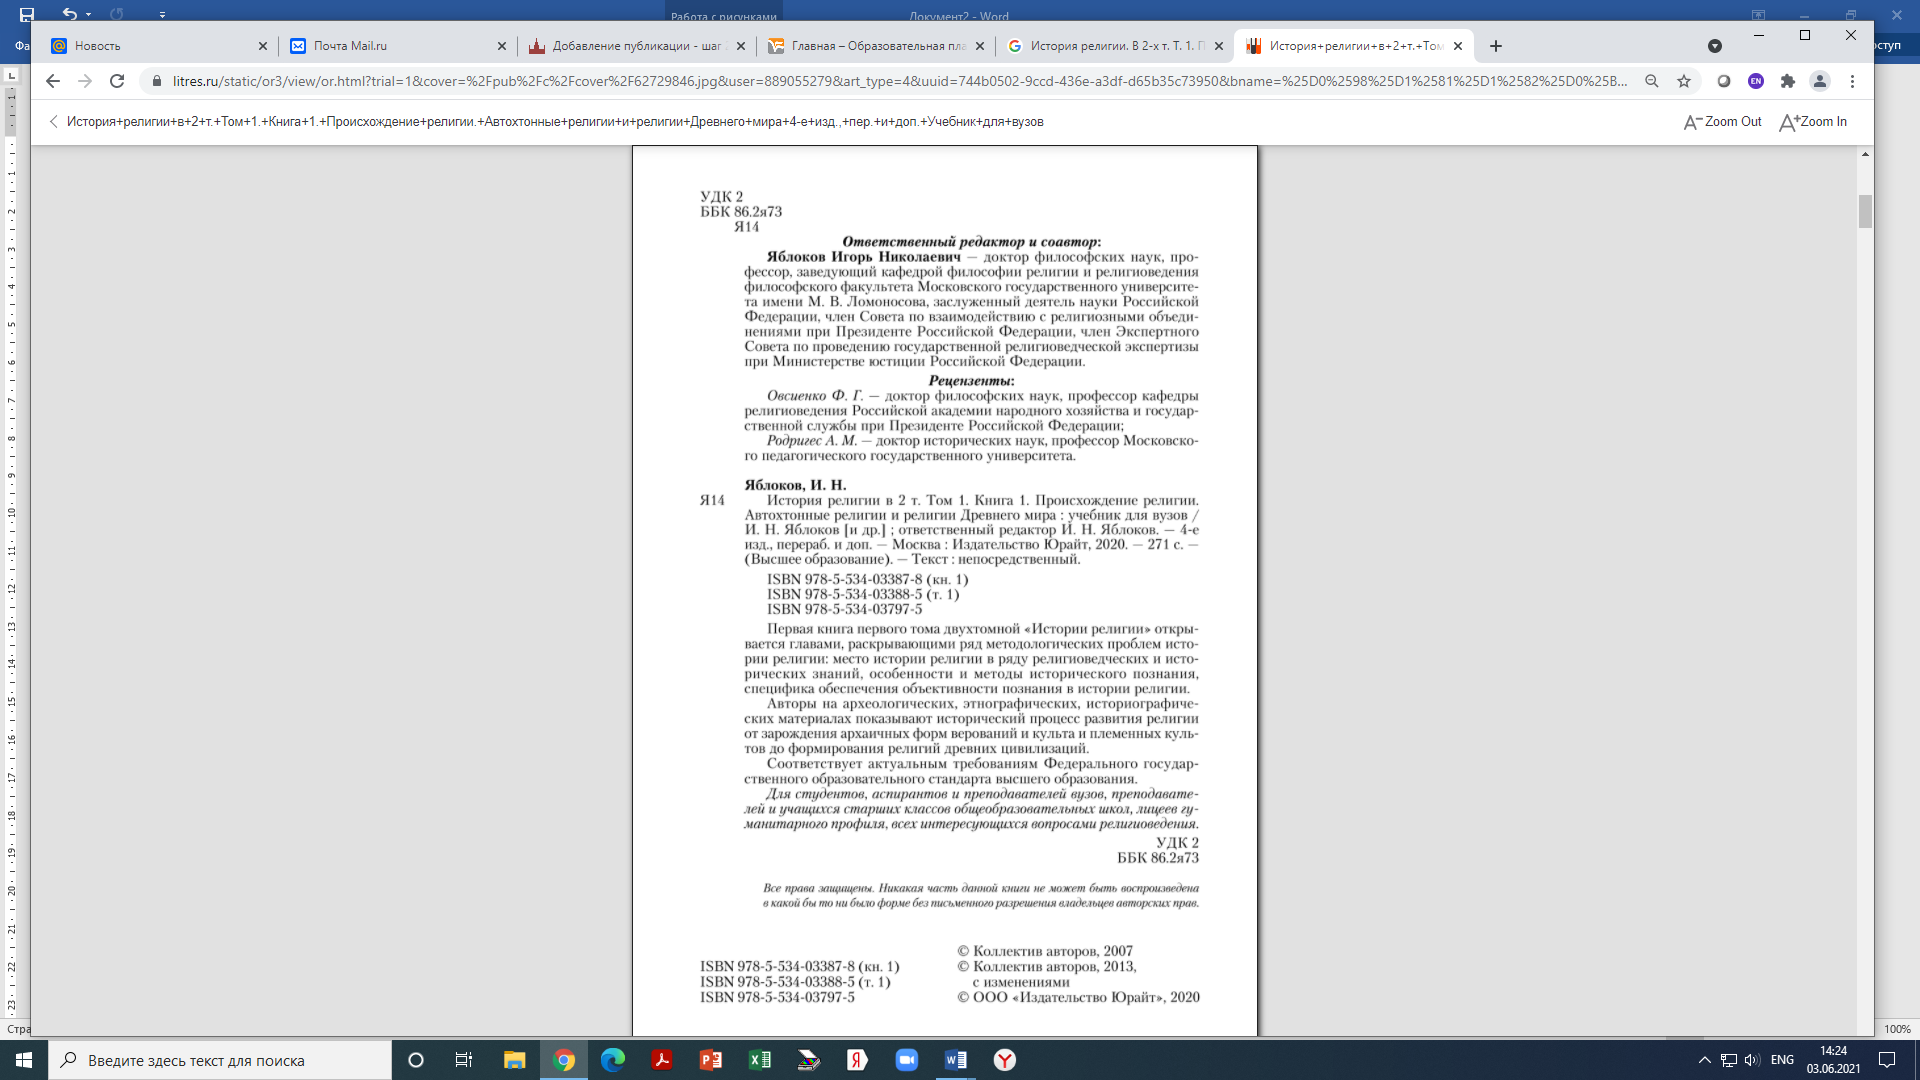 Работа с рисунками
Документ2 - Word
Фа
ступ
Новость
Почта Mail.ru
Добавление публикации - шаг
Главная – Образовательная пла
История религии. В 2-х т. Т. 1. П
История+религии+в+2+т.+Том
litres.ru/static/or3/view/or.html?trial=1&cover=%2Fpub%2Fc%2Fcover%2F62729846.jpg&user=889055279&art_type=4&uuid=744b0502-9ccd-436e-a3df-d65b35c73950&bname=%25D0%2598%25D1%2581%25D1%2582%25D0%25B...
EN
История+религии+в+2+т.+Том+1.+Книга+1.+Происхождение+религии.+Автохтонные+религии+и+религии+Древнего+мира+4-е+изд.,+пер.+и+доп.+Учебник+для+вузов
A- Zoom Out
A+ Zoom In
УДК 2
ББК 86.2я73
Я14
Ответственный редактор и соавтор:
Яблоков Игорь Николаевич — доктор философских наук, про-
фессор, заведующий кафедрой философии религии и религиоведения
философского факультета Московского государственного университе-
та имени М. В. Ломоносова, заслуженный деятель науки Российской
Федерации, член Совета по взаимодействию с религиозными объеди-
нениями при Президенте Российской Федерации, член Экспертного
Совета по проведению государственной религиоведческой экспертизы
при Министерстве юстиции Российской Федерации.
Рецензенты:
Овсиенко Ф. Г. — доктор философских наук, профессор кафедры
религиоведения Российской академии народного хозяйства и государ-
ственной службы при Президенте Российской Федерации;
Родригес А. М. — доктор исторических наук, профессор Московско-
го педагогического государственного университета.
Яблоков, И. Н.
Я14 История религии в 2 т. Том 1. Книга 1. Происхождение религии.
Автохтонные религии и религии Древнего мира : учебник для вузов /
И. Н. Яблоков [и др.] ; ответственный редактор И. Н. Яблоков. — 4-е
изд., перераб. и доп. — Москва : Издательство Юрайт, 2020. — 271 с. —
(Высшее образование). — Текст : непосредственный.
ISBN 978-5-534-03387-8 (кн. 1)
ISBN 978-5-534-03388-5 (т. 1)
ISBN 978-5-534-03797-5
Первая книга первого тома двухтомной «Истории религии» откры-
вается главами, раскрывающими ряд методологических проблем исто-
рии религии: место истории религии в ряду религиоведческих и исто-
рических знаний, особенности и методы исторического познания,
специфика обеспечения объективности познания в истории религии.
Авторы на археологических, этнографических, историографиче-
ских материалах показывают исторический процесс развития религии
от зарождения архаичных форм верований и культа и племенных куль-
тов до формирования религий древних цивилизаций.
Соответствует актуальным требованиям Федерального государ-
ственного образовательного стандарта высшего образования.
Для студентов, аспирантов и преподавателей вузов, преподавате-
лей и учащихся старших классов общеобразовательных школ, лицеев гу-
манитарного профиля, всех интересующихся вопросами религиоведения.
УДК 2
ББК 86.2я73
Все права защищены. Никакая часть данной книги не может быть воспроизведена
в какой бы то ни было форме без письменного разрешения владельцев авторских прав.
© Коллектив авторов, 2007
ISBN 978-5-534-03387-8 (кн. 1) © Коллектив авторов, 2013,
ISBN 978-5-534-03388-5 (т. 1) с изменениями
ISBN 978-5-534-03797-5 © ООО «Издательство Юрайт», 2020
Стра
100%
Введите здесь текст для поиска
ENG
14:24
03.06.2021